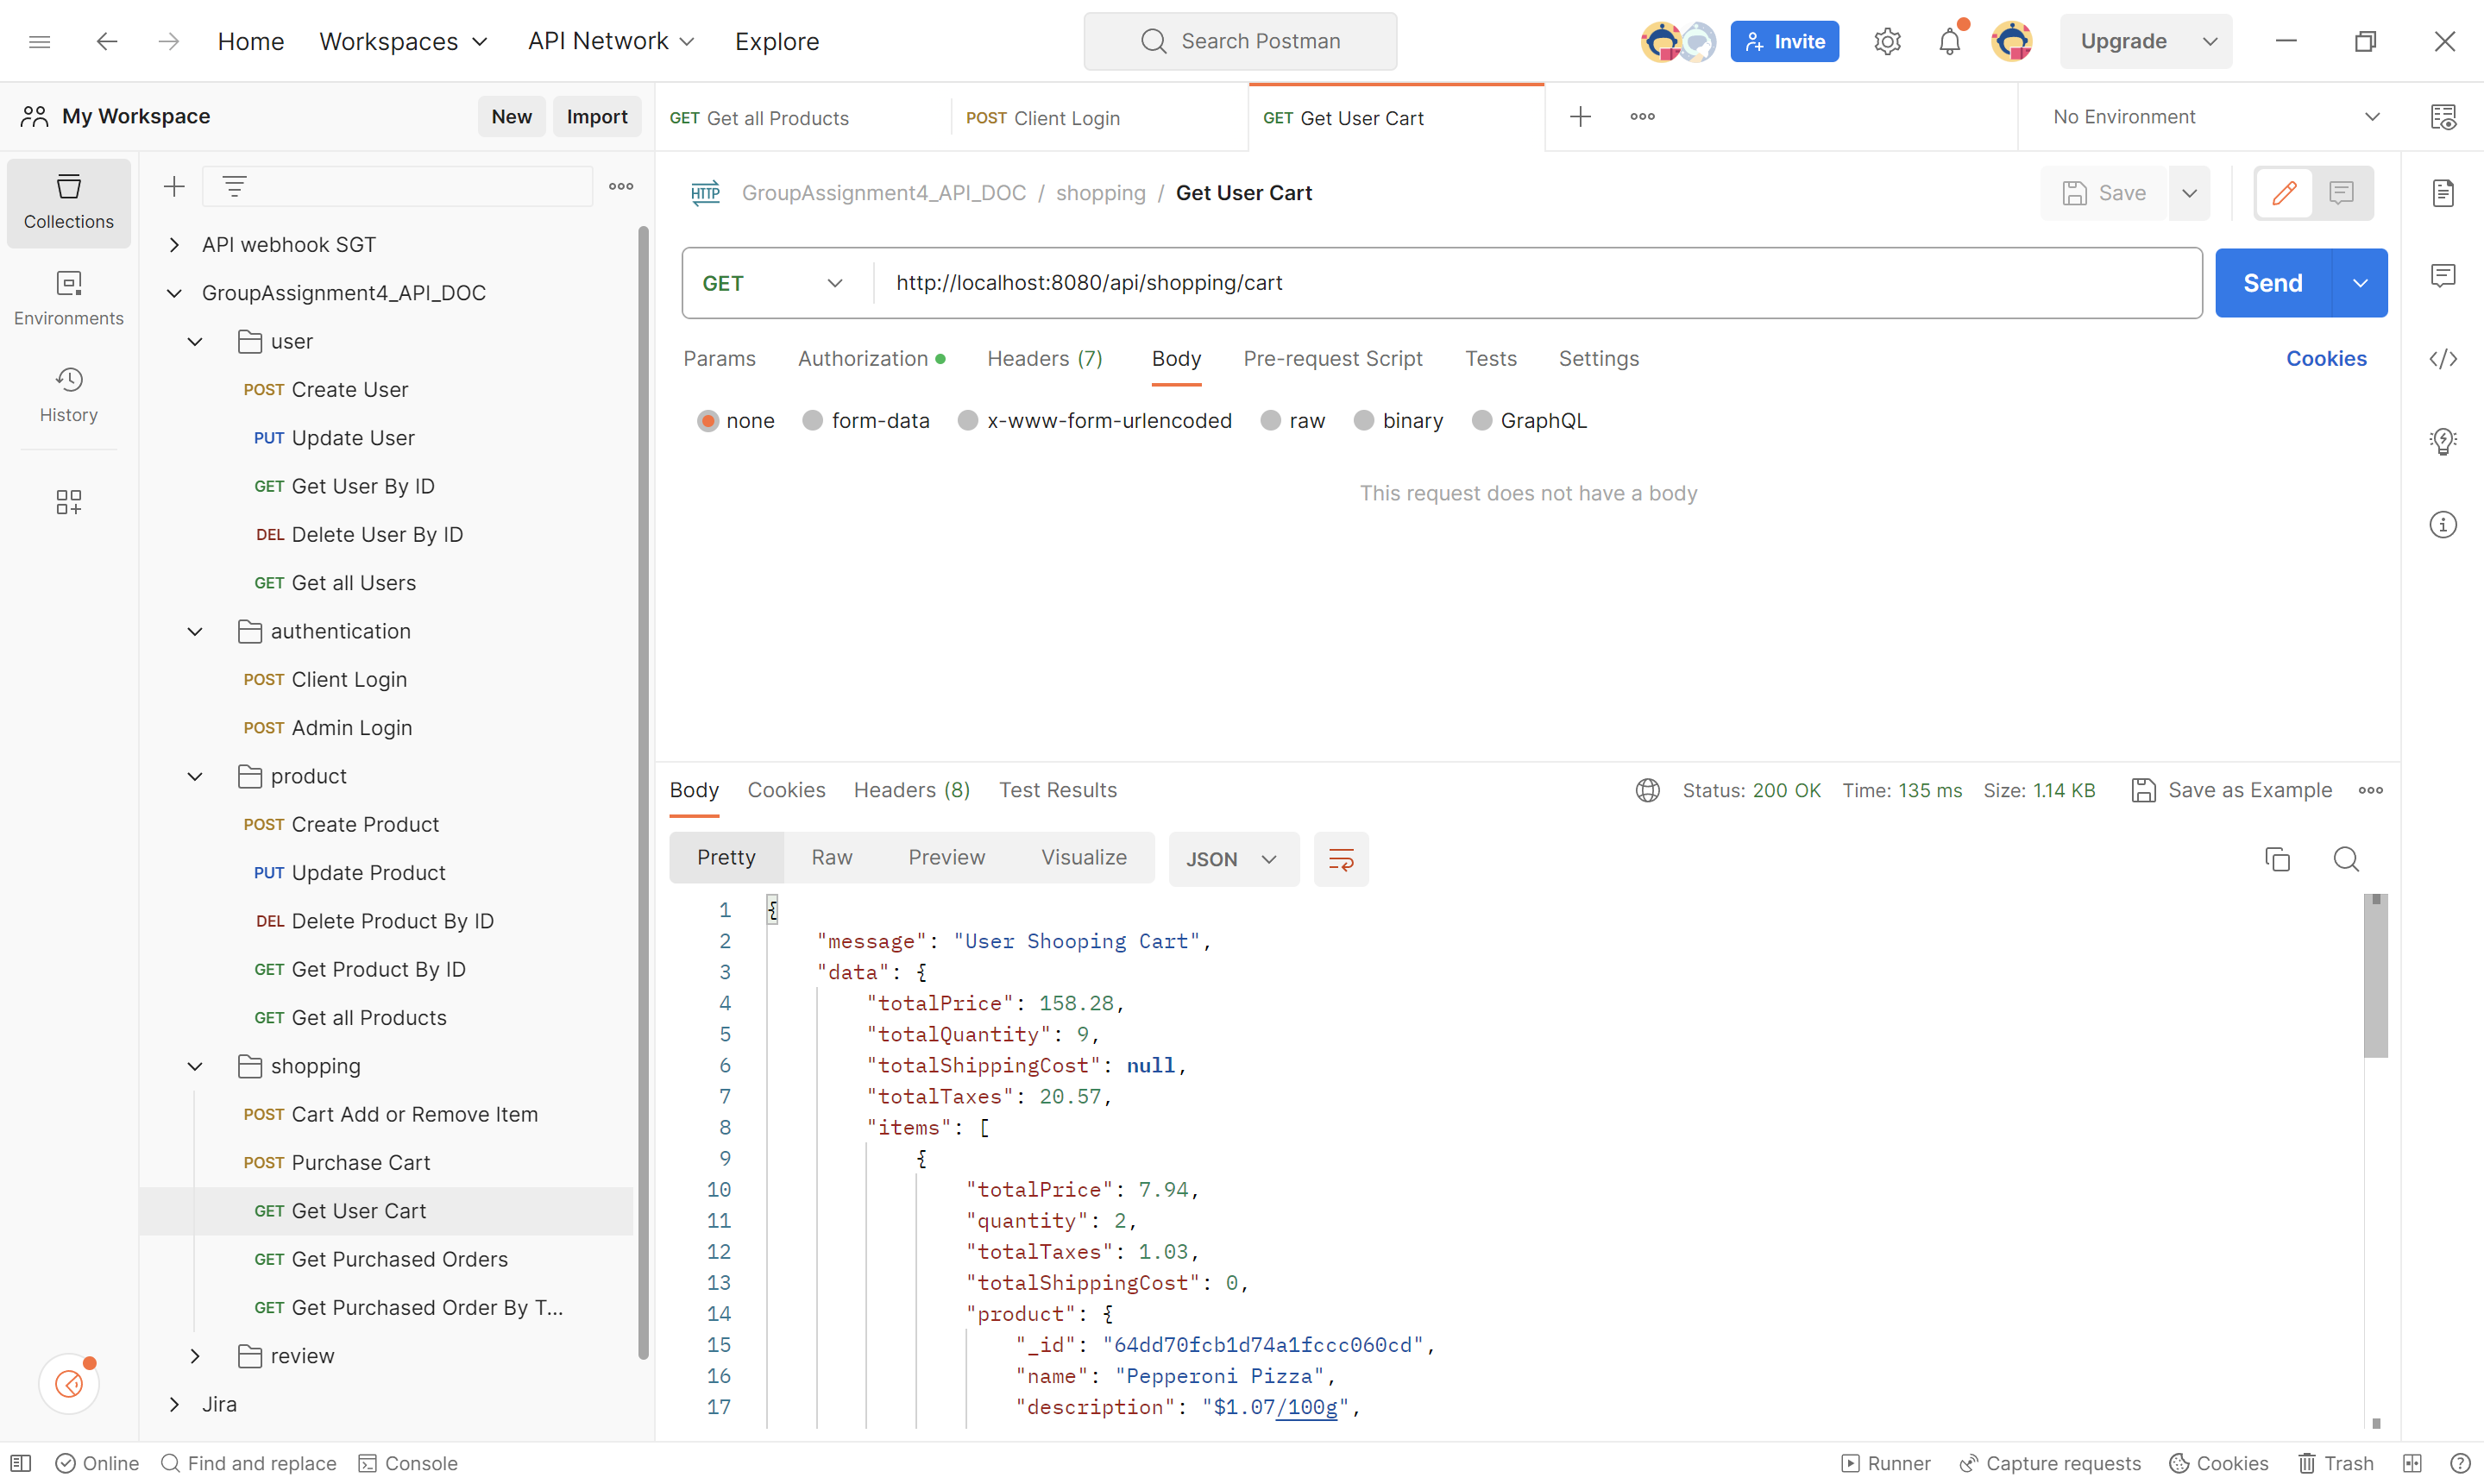 Home Workspaces API Network Explore Search Postman Invite Upgrade
My Workspace New Import
GET Get all Products POST Client Login GET Get User Cart No Environment
Collections
Environments
History
API webhook SGT
GroupAssignment4_API_DOC
user
POST Create User
PUT Update User
GET Get User By ID
DEL Delete User By ID
GET Get all Users
authentication
POST Client Login
POST Admin Login
product
POST Create Product
PUT Update Product
DEL Delete Product By ID
GET Get Product By ID
GET Get all Products
shopping
POST Cart Add or Remove Item
POST Purchase Cart
GET Get User Cart
GET Get Purchased Orders
GET Get Purchased Order By T...
review
Jira
HTTP GroupAssignment4_API_DOC / shopping / Get User Cart Save
GET http://localhost:8080/api/shopping/cart Send
Params Authorization Headers (7) Body Pre-request Script Tests Settings Cookies
none form-data x-www-form-urlencoded raw binary GraphQL
This request does not have a body
Body Cookies Headers (8) Test Results Status: 200 OK Time: 135 ms Size: 1.14 KB Save as Example
Pretty Raw Preview Visualize JSON
1 {
2 "message": "User Shooping Cart",
3 "data": {
4 "totalPrice": 158.28,
5 "totalQuantity": 9,
6 "totalShippingCost": null,
7 "totalTaxes": 20.57,
8 "items": [
9 {
10 "totalPrice": 7.94,
11 "quantity": 2,
12 "totalTaxes": 1.03,
13 "totalShippingCost": 0,
14 "product": {
15 "_id": "64dd70fcb1d74a1fccc060cd",
16 "name": "Pepperoni Pizza",
17 "description": "$1.07/100g",
Online Find and replace Console Runner Capture requests Cookies Trash